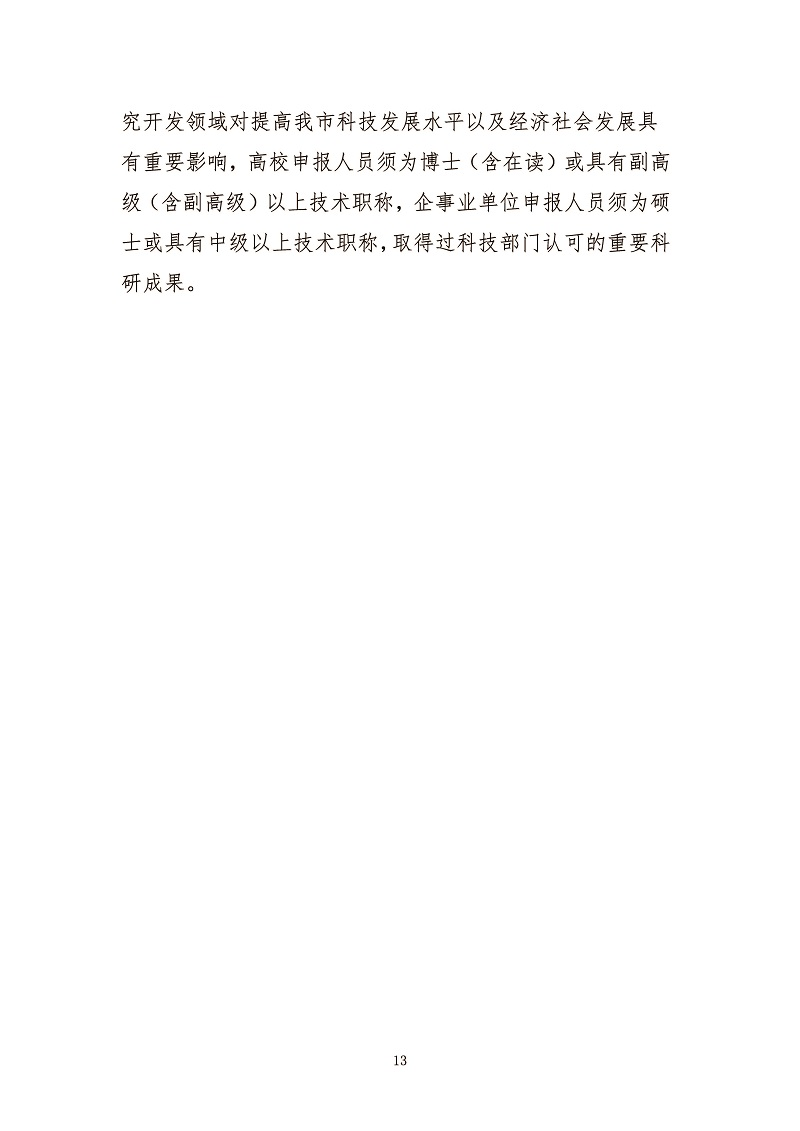 究开发领域对提高我市科技发展水平以及经济社会发展具
有重要影响，高校申报人员须为博士（含在读）或具有副高
级（含副高级）以上技术职称，企事业单位申报人员须为硕
士或具有中级以上技术职称，取得过科技部门认可的重要科
研成果。
13